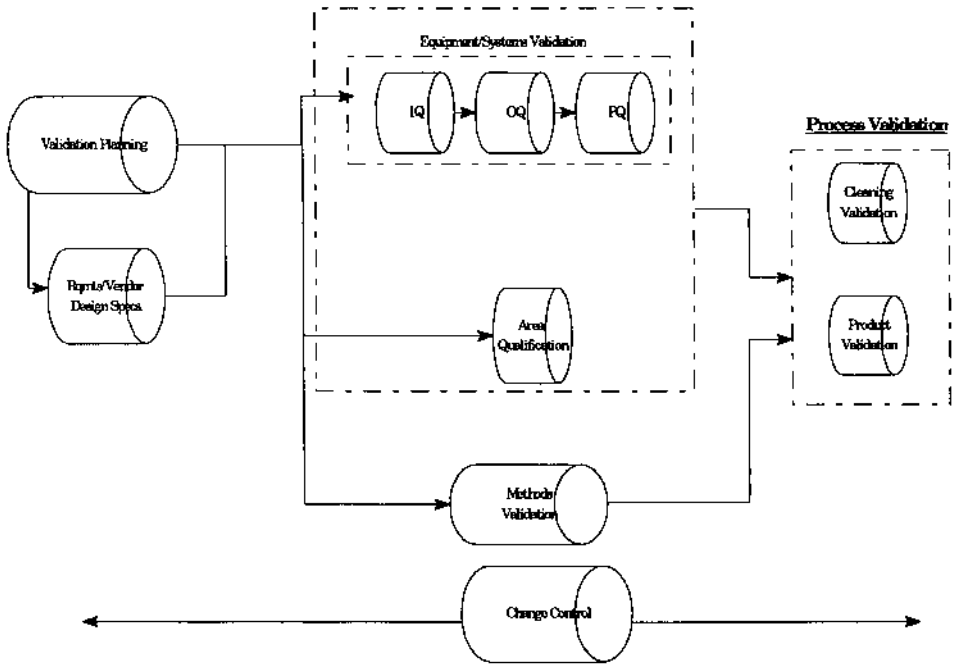 Equipment/Systems Validation
IQ
OQ
PQ
Validation Planning
Process Validation
Cleaning
Validation
Rqmts/Vendor
Design Specs
Area
Qualification
Product
Validation
Methods
Validation
Change Control